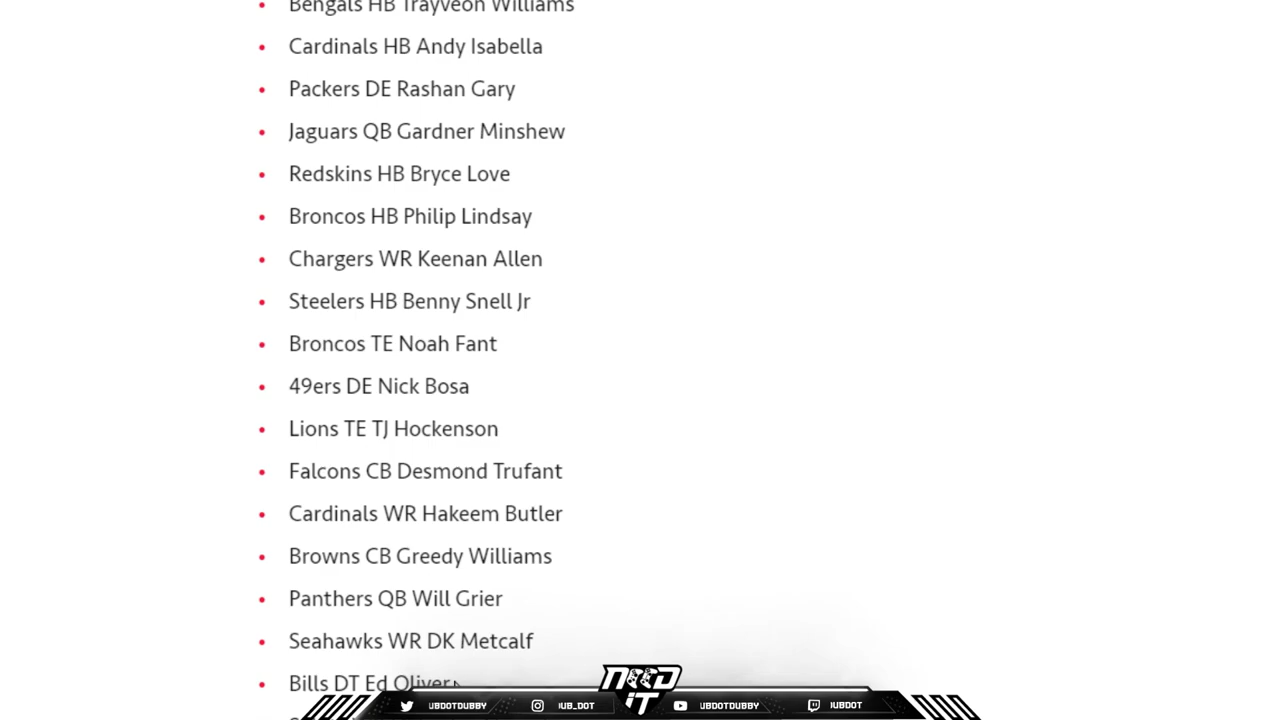 Bengals HB Trayveon Williams
• Cardinals HB Andy Isabella
• Packers DE Rashan Gary
• Jaguars QB Gardner Minshew
• Redskins HB Bryce Love
• Broncos HB Philip Lindsay
• Chargers WR Keenan Allen
• Steelers HB Benny Snell Jr
• Broncos TE Noah Fant
• 49ers DE Nick Bosa
• Lions TE TJ Hockenson
• Falcons CB Desmond Trufant
• Cardinals WR Hakeem Butler
• Browns CB Greedy Williams
• Panthers QB Will Grier
• Seahawks WR DK Metcalf
• Bills DT Ed Oliver
NEED
iT
UBDOTDUBBY IUB_DOT UBDOTDUBBY IUBDOT